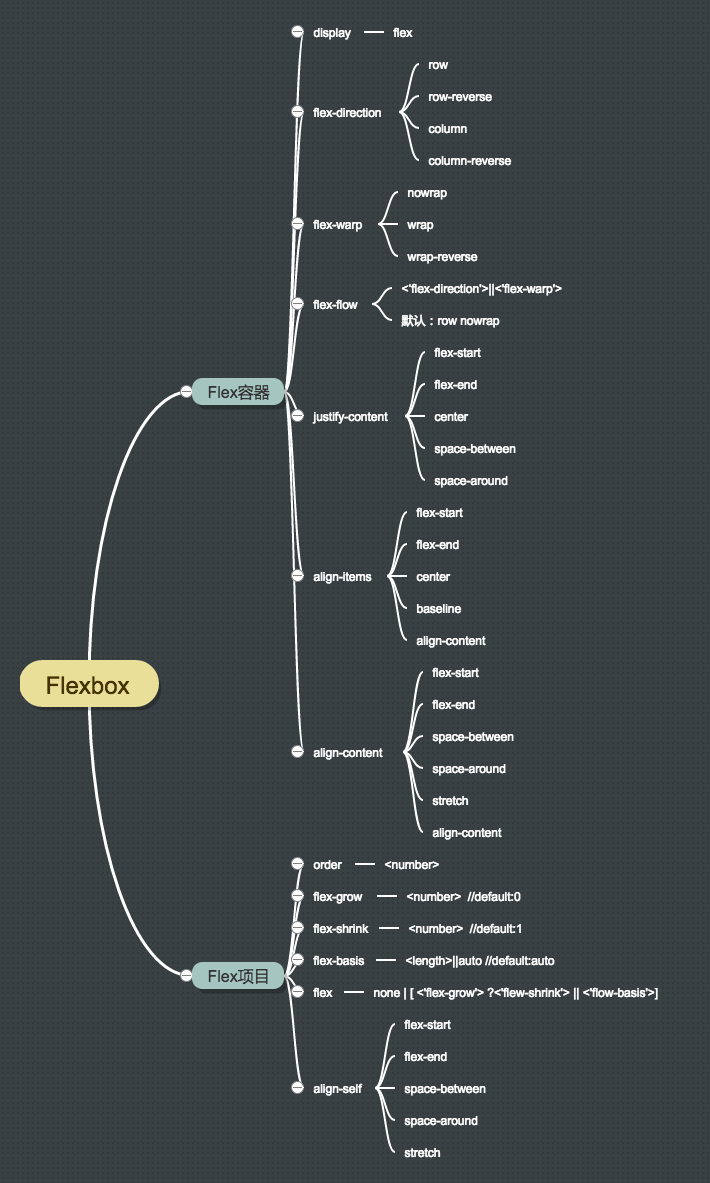 Flexbox
Flex容器
display
flex
flex-direction
row
row-reverse
column
column-reverse
flex-warp
nowrap
wrap
wrap-reverse
flex-flow
<'flex-direction'>||<'flex-warp'>
默认：row nowrap
justify-content
flex-start
flex-end
center
space-between
space-around
align-items
flex-start
flex-end
center
baseline
align-content
align-content
flex-start
flex-end
space-between
space-around
stretch
align-content
Flex项目
order
<number>
flex-grow
<number>  //default:0
flex-shrink
<number>  //default:1
flex-basis
<length>||auto //default:auto
flex
none | [ <'flex-grow'> ?<'flew-shrink'> || <'flow-basis'>]
align-self
flex-start
flex-end
space-between
space-around
stretch